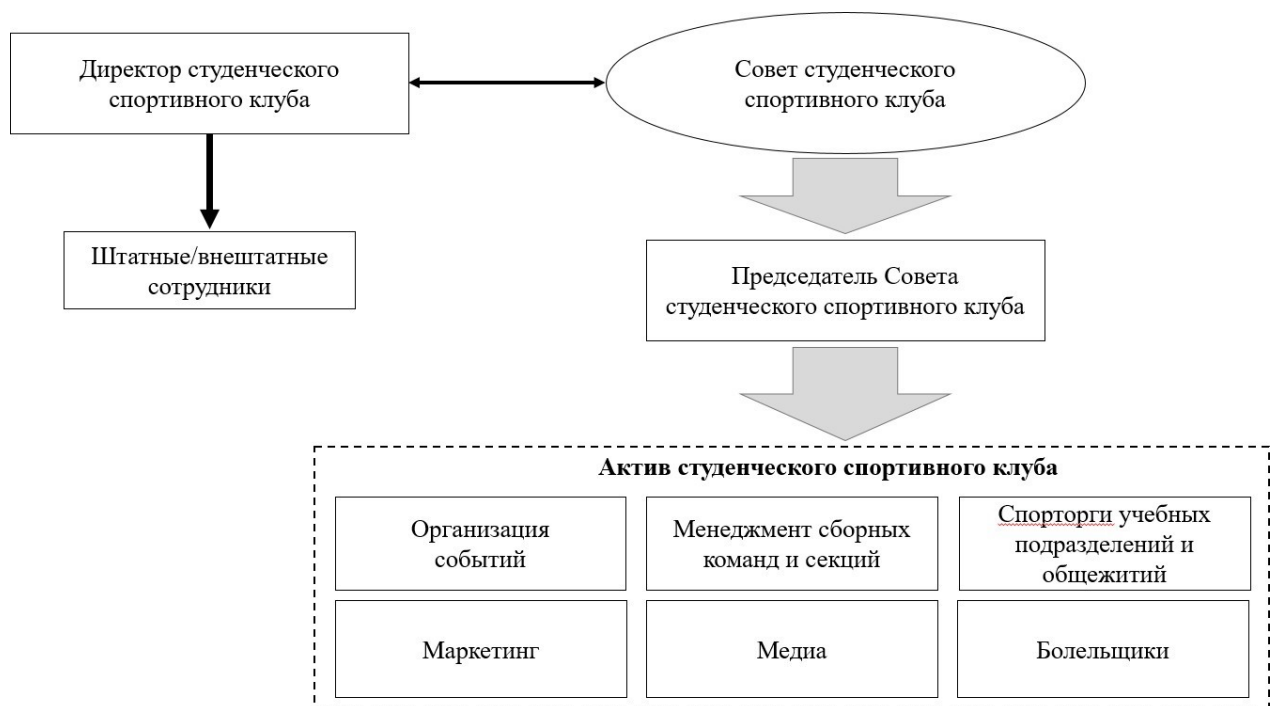 Директор студенческого
спортивного клуба
Совет студенческого
спортивного клуба
Штатные/внештатные
сотрудники
Председатель Совета
студенческого спортивного клуба
Актив студенческого спортивного клуба
Организация
событий
Менеджмент сборных
команд и секций
Спорторги учебных
подразделений и
общежитий
Маркетинг
Медиа
Болельщики